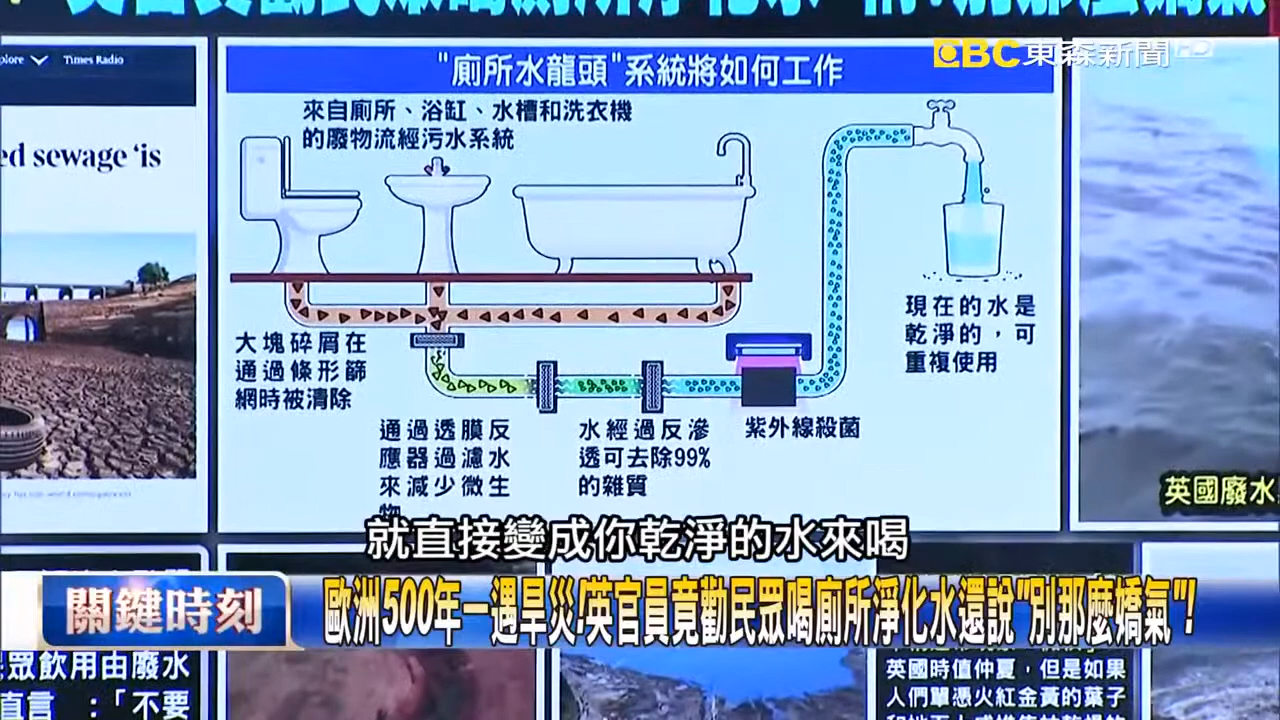 EBC東森新聞HD
plore
Times Radio
ed sewage 'is
"廁所水龍頭"系統將如何工作
來自廁所、浴缸、水槽和洗衣機
的廢物流經污水系統
大塊碎屑在
通過條形篩
網時被清除
通過透膜反
應器過濾水
來減少微生
物
水經過反滲
透可去除99%
的雜質
紫外線殺菌
現在的水是
乾淨的，可
重複使用
英國廢水
就直接變成你乾淨的水來喝
關鍵時刻
歐洲500年一遇旱災!英官員竟勸民眾喝廁所淨化水還說"別那麼嬌氣"!
眾飲用由廢水
直言：「不要
英國時值仲夏，但是如果
人們單憑火紅金黃的葉子